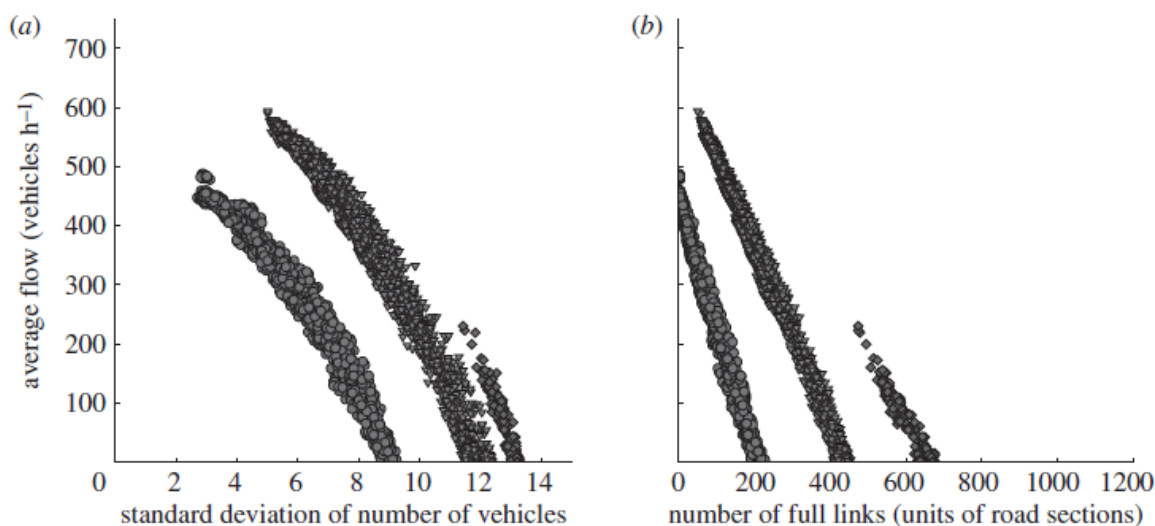 (a)
(b)
average flow (vehicles h⁻¹)
700
600
500
400
300
200
100
0 2 4 6 8 10 12 14
standard deviation of number of vehicles
0 200 400 600 800 1000 1200
number of full links (units of road sections)